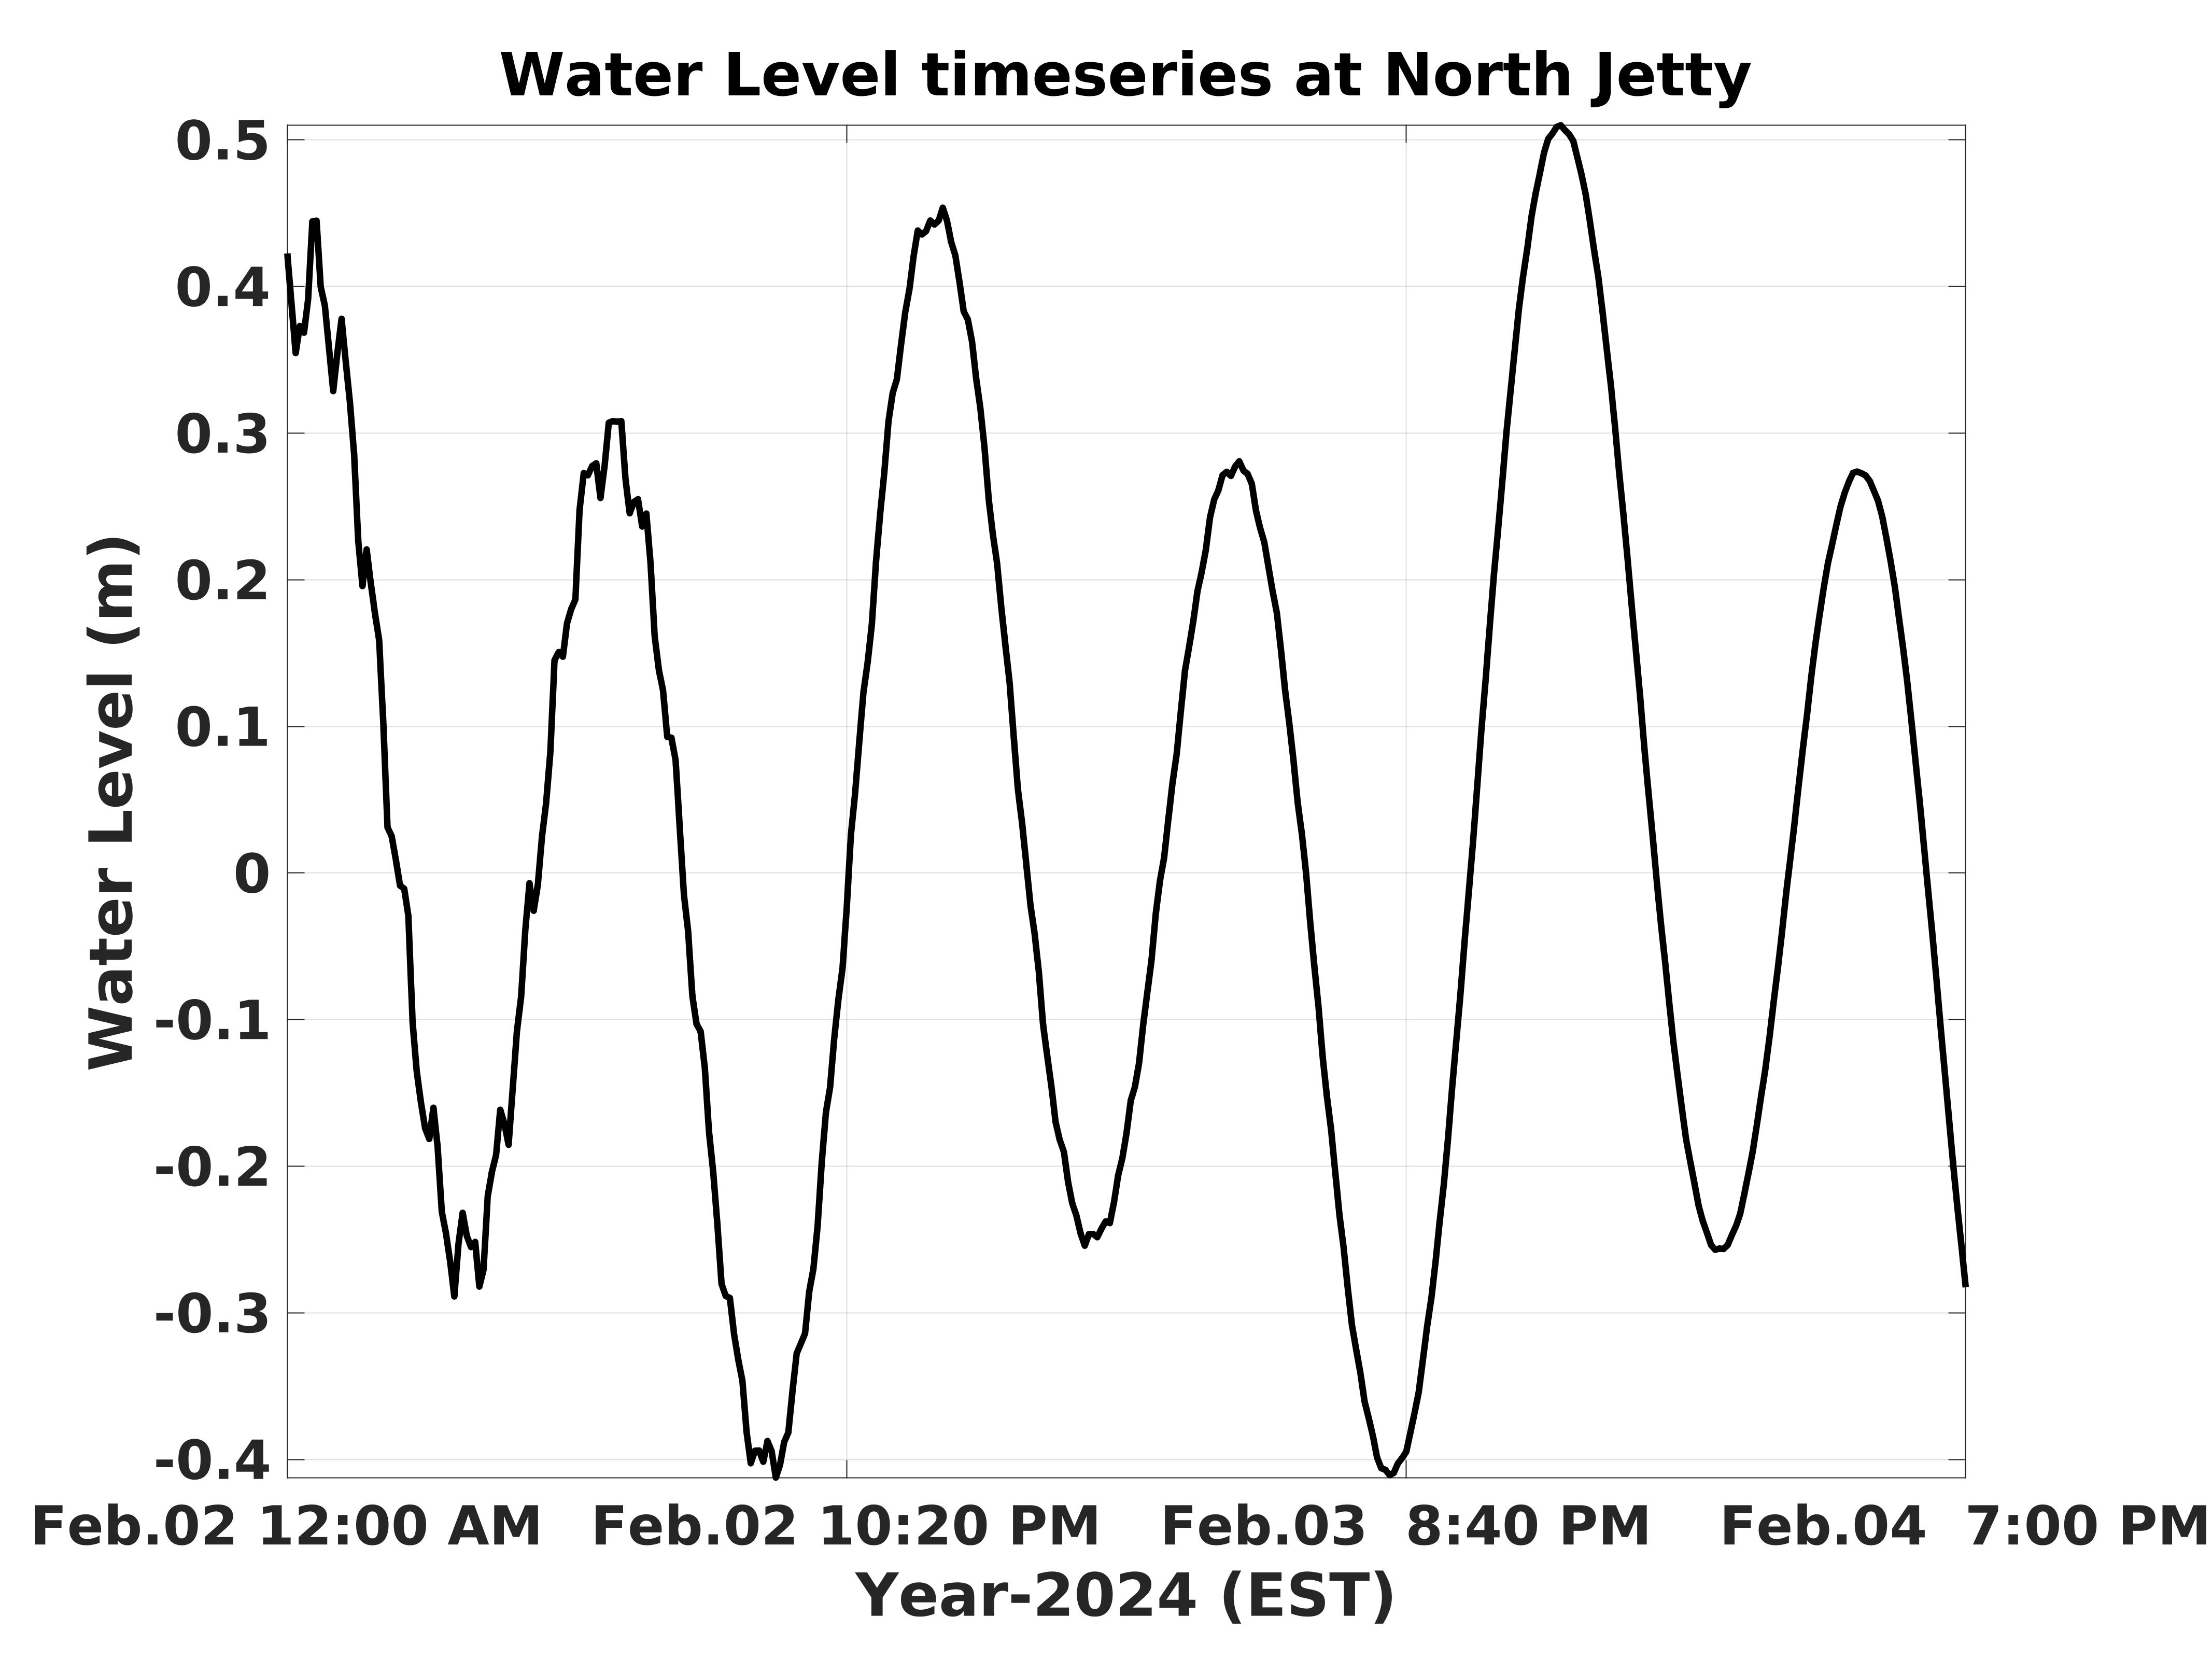 Water Level timeseries at North Jetty
0.5
0.4
0.3
0.2
0.1
0
-0.1
-0.2
-0.3
-0.4
Water Level (m)
Feb.02 12:00 AM Feb.02 10:20 PM Feb.03 8:40 PM Feb.04 7:00 PM
Year-2024 (EST)